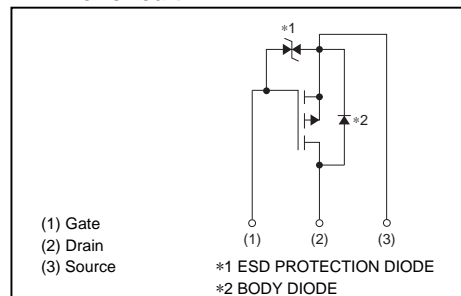 *1
*2
(1) Gate
(2) Drain
(3) Source
(1) (2) (3)
*1 ESD PROTECTION DIODE
*2 BODY DIODE